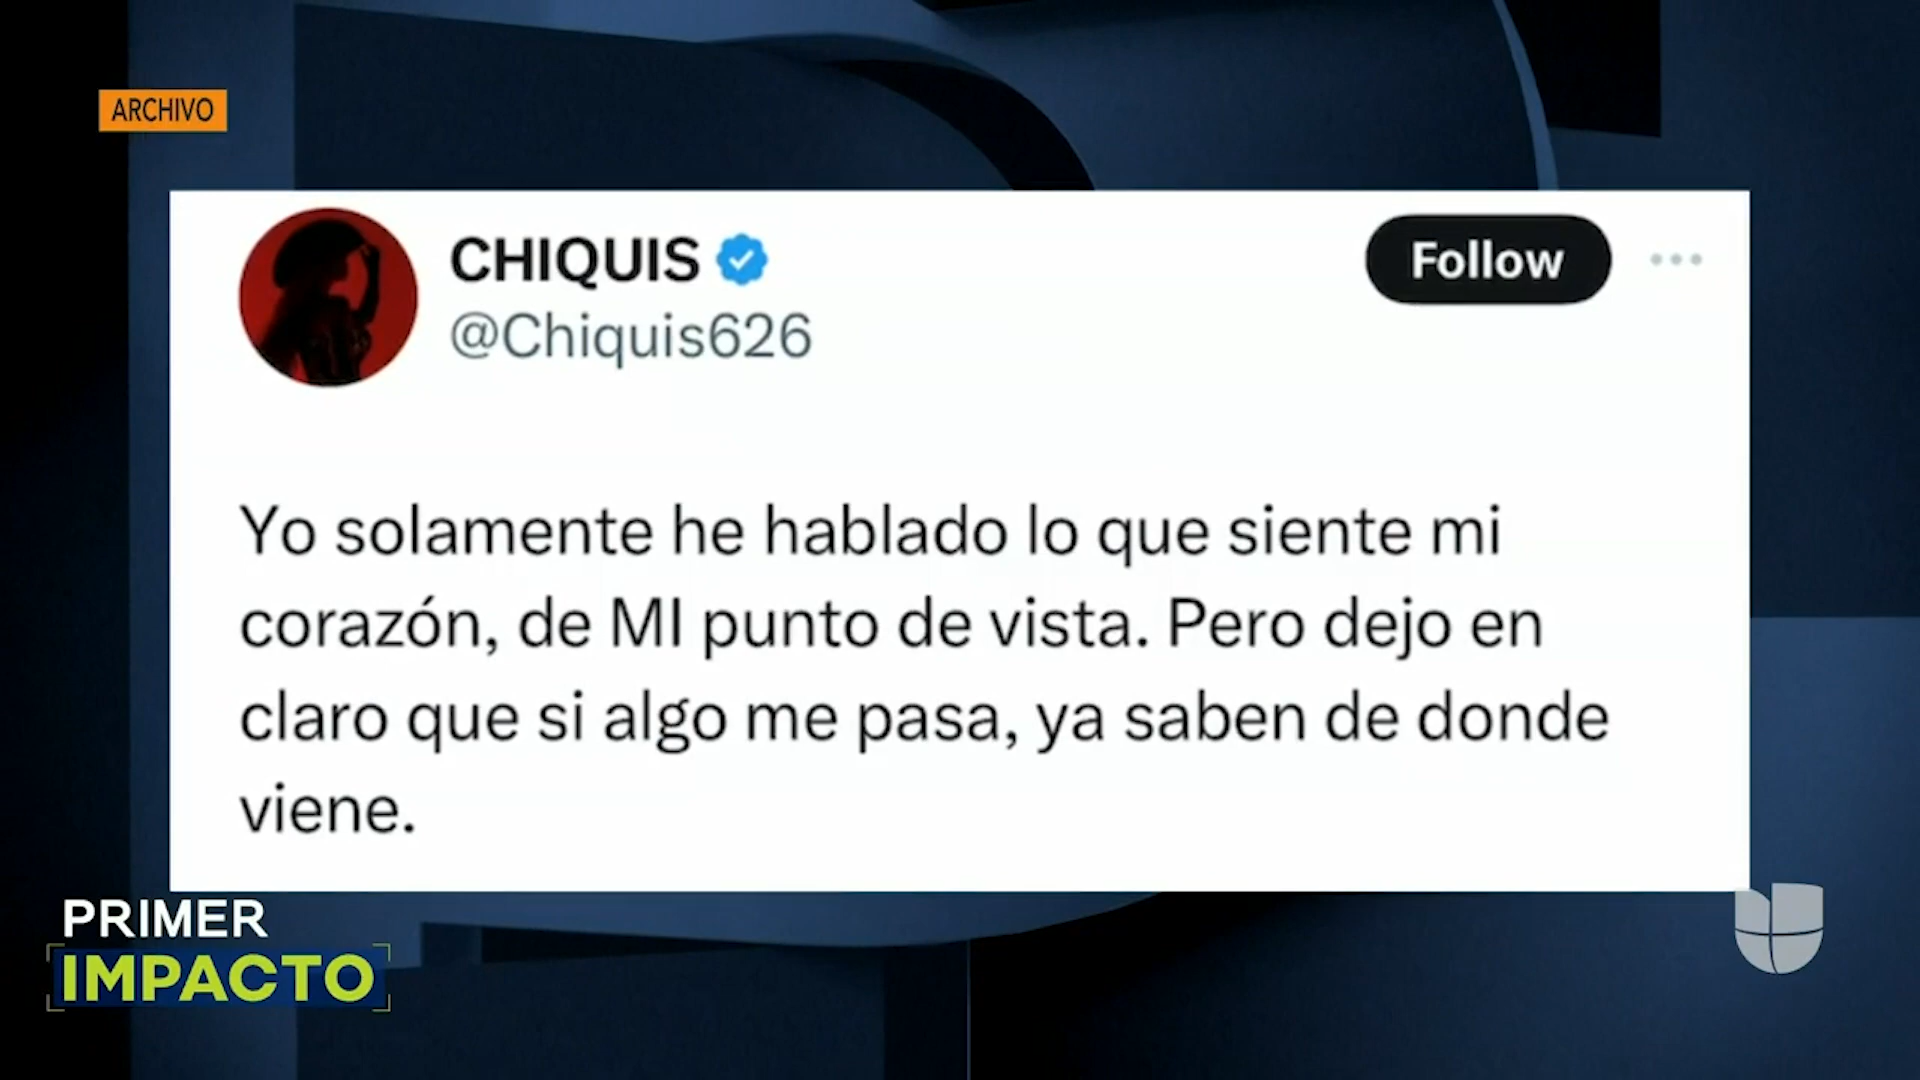 ARCHIVO
CHIQUIS
@Chiquis626
Follow
Yo solamente he hablado lo que siente mi
corazón, de MI punto de vista. Pero dejo en
claro que si algo me pasa, ya saben de donde
viene.
PRIMER
IMPACTO